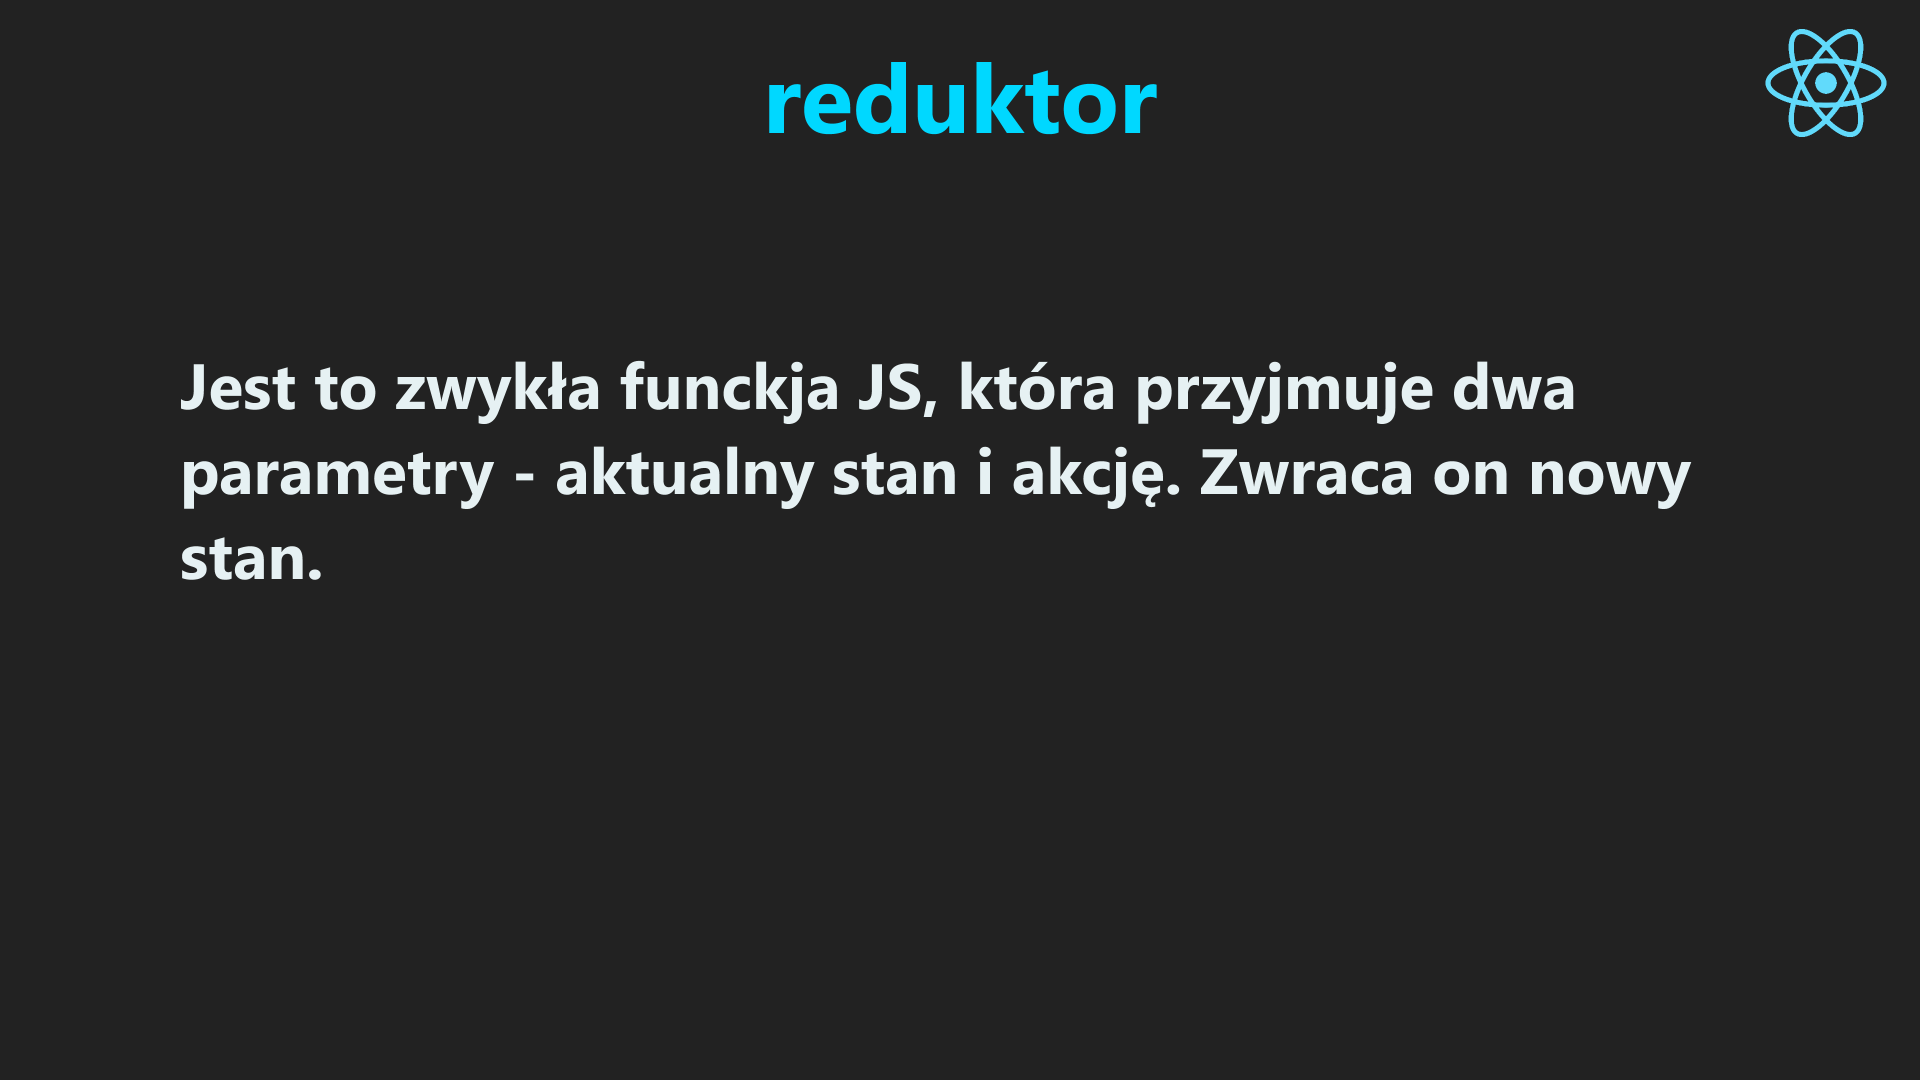 reduktor
Jest to zwykła funckja JS, która przyjmuje dwa
parametry - aktualny stan i akcję. Zwraca on nowy
stan.